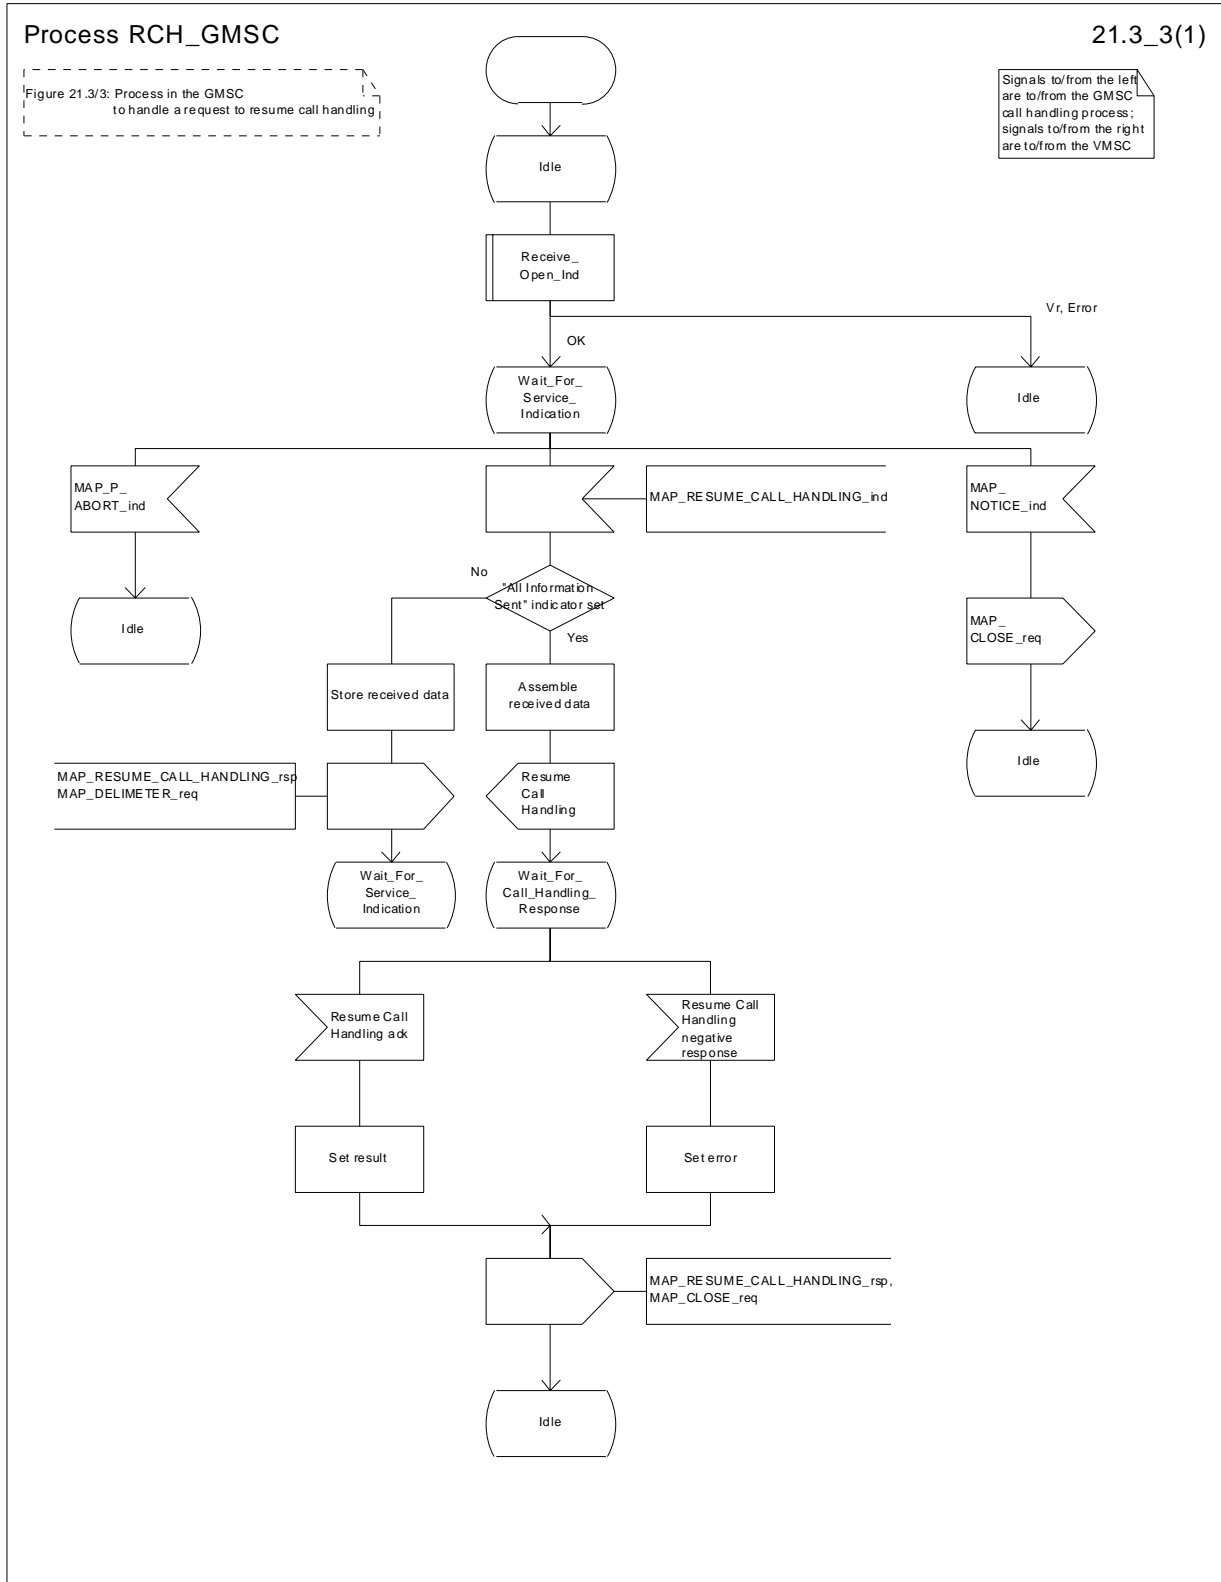 Process RCH_GMSC
21.3_3(1)
Figure 21.3/3: Process in the GMSC
to handle a request to resume call handling
Signals to/from the left
are to/from the GMSC
call handling process;
signals to/from the right
are to/from the VMSC
Idle
Receive_
Open_Ind
Vr, Error
OK
Wait_For_
Service_
Indication
Idle
MAP_P_
ABORT_ind
MAP_RESUME_CALL_HANDLING_ind
MAP_
NOTICE_ind
No
"All Information
Sent" indicator set
Yes
Idle
MAP_
CLOSE_req
Store received data
Assemble
received data
Idle
MAP_RESUME_CALL_HANDLING_rsp
MAP_DELIMETER_req
Resume
Call
Handling
Wait_For_
Service_
Indication
Wait_For_
Call_Handling_
Response
Resume Call
Handling ack
Resume Call
Handling
negative
response
Set result
Set error
MAP_RESUME_CALL_HANDLING_rsp,
MAP_CLOSE_req
Idle